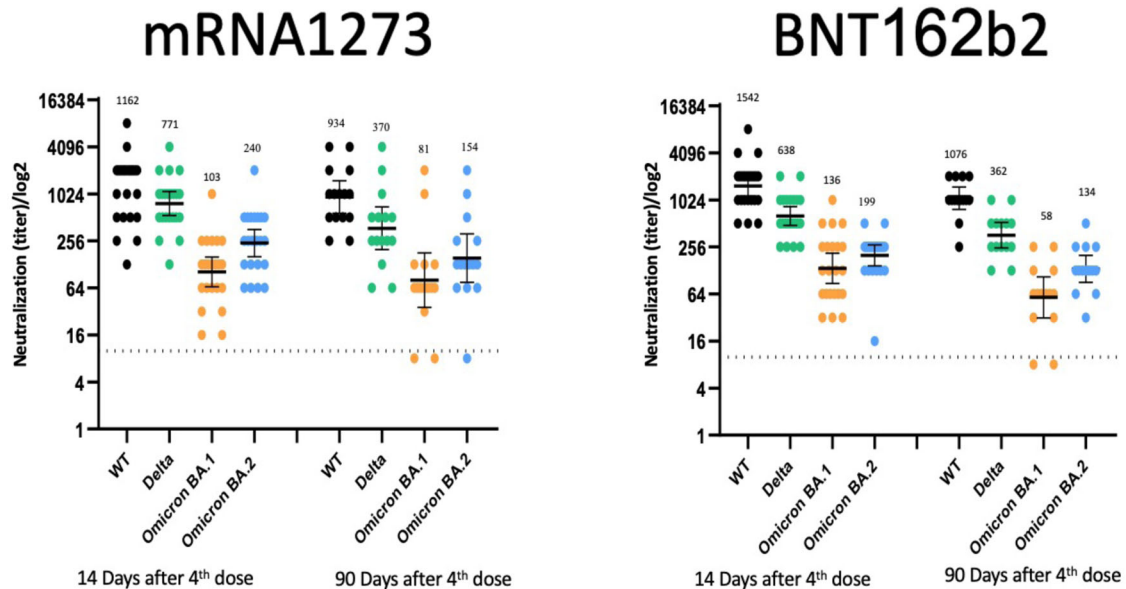 mRNA1273
BNT162b2
Neutralization (titer)/log2
16384
4096
1024
256
64
16
4
1
1162
771
103
240
934
370
81
154
WT
Delta
Omicron BA.1
Omicron BA.2
WT
Delta
Omicron BA.1
Omicron BA.2
14 Days after 4th dose
90 Days after 4th dose
Neutralization (titer)/log2
16384
4096
1024
256
64
16
4
1
1542
638
136
199
1076
362
58
134
WT
Delta
Omicron BA.1
Omicron BA.2
WT
Delta
Omicron BA.1
Omicron BA.2
14 Days after 4th dose
90 Days after 4th dose